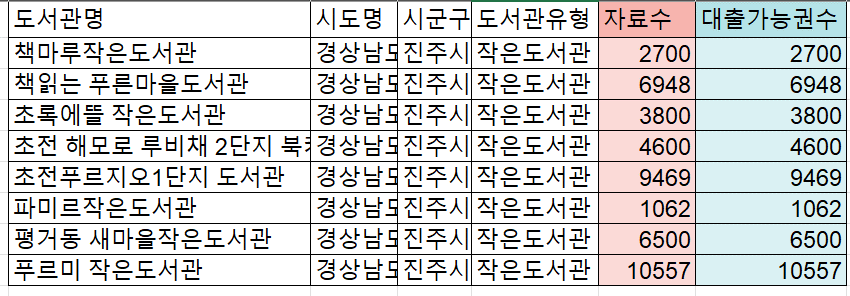 도서관명 시도명 시군구 도서관유형 자료수 대출가능권수
책마루작은도서관 경상남도 진주시 작은도서관 2700 2700
책읽는 푸른마을도서관 경상남도 진주시 작은도서관 6948 6948
초록에뜰 작은도서관 경상남도 진주시 작은도서관 3800 3800
초전 해모로 루비채 2단지 북카 경상남도 진주시 작은도서관 4600 4600
초전푸르지오1단지 도서관 경상남도 진주시 작은도서관 9469 9469
파미르작은도서관 경상남도 진주시 작은도서관 1062 1062
평거동 새마을작은도서관 경상남도 진주시 작은도서관 6500 6500
푸르미 작은도서관 경상남도 진주시 작은도서관 10557 10557